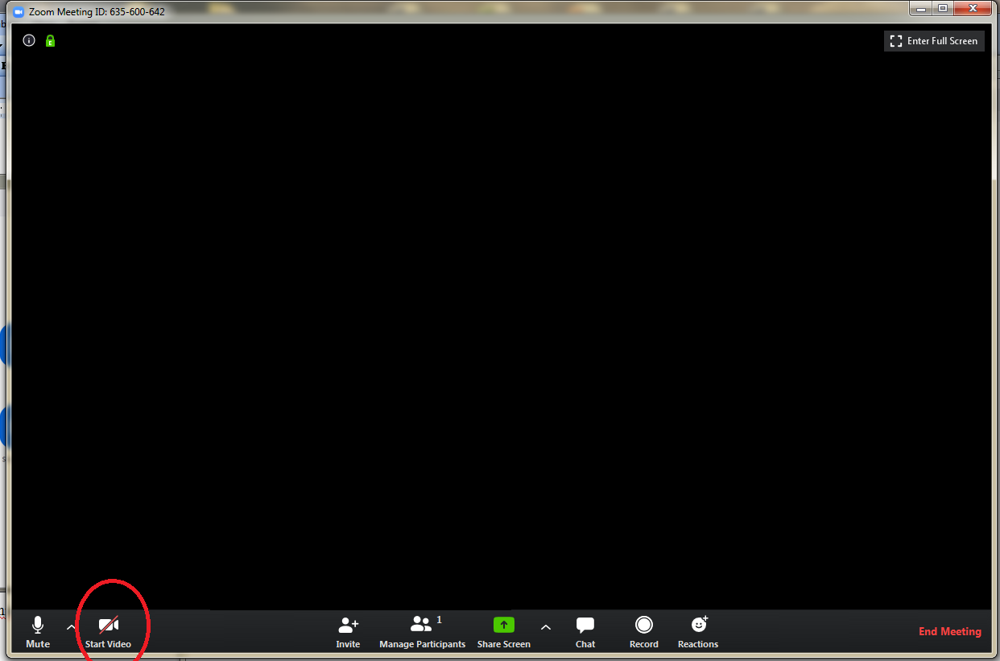 Zoom Meeting ID: 635-600-642
Enter Full Screen
E
1
Mute
Start Video
Invite
Manage Participants
Share Screen
Chat
Record
Reactions
End Meeting